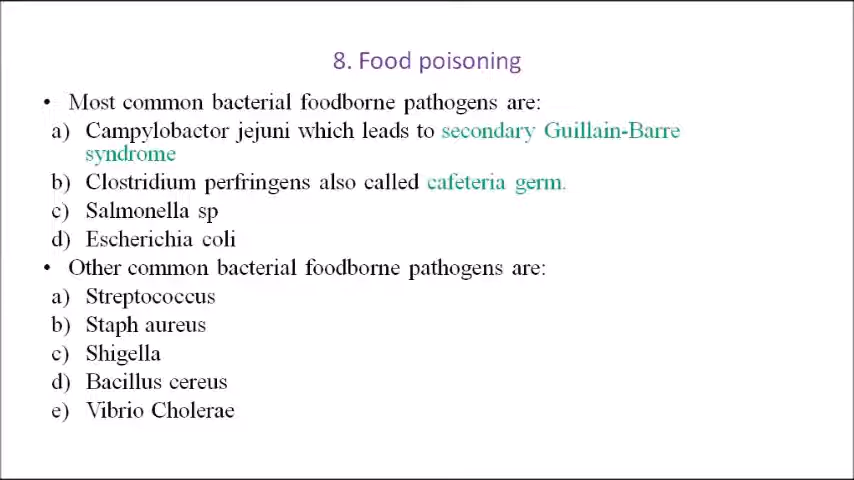 8. Food poisoning
• Most common bacterial foodborne pathogens are:
a) Campylobactor jejuni which leads to secondary Guillain-Barre
syndrome
b) Clostridium perfringens also called cafeteria germ.
c) Salmonella sp
d) Escherichia coli
• Other common bacterial foodborne pathogens are:
a) Streptococcus
b) Staph aureus
c) Shigella
d) Bacillus cereus
e) Vibrio Cholerae